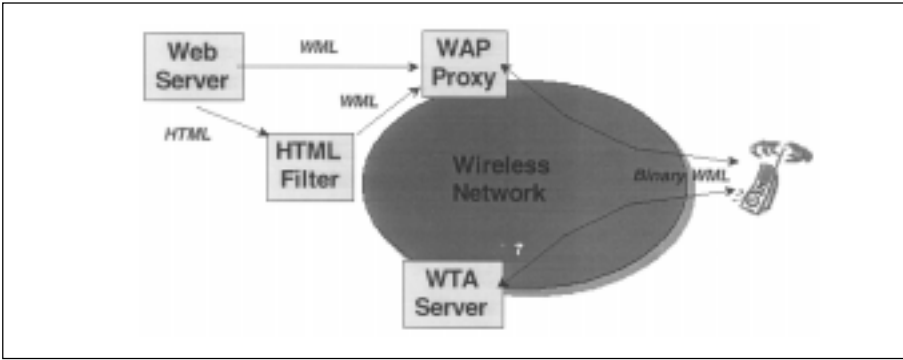 Web
Server
WML
WAP
Proxy
WML
HTML
HTML
Filter
Wireless
Network
Binary WML
WTA
Server